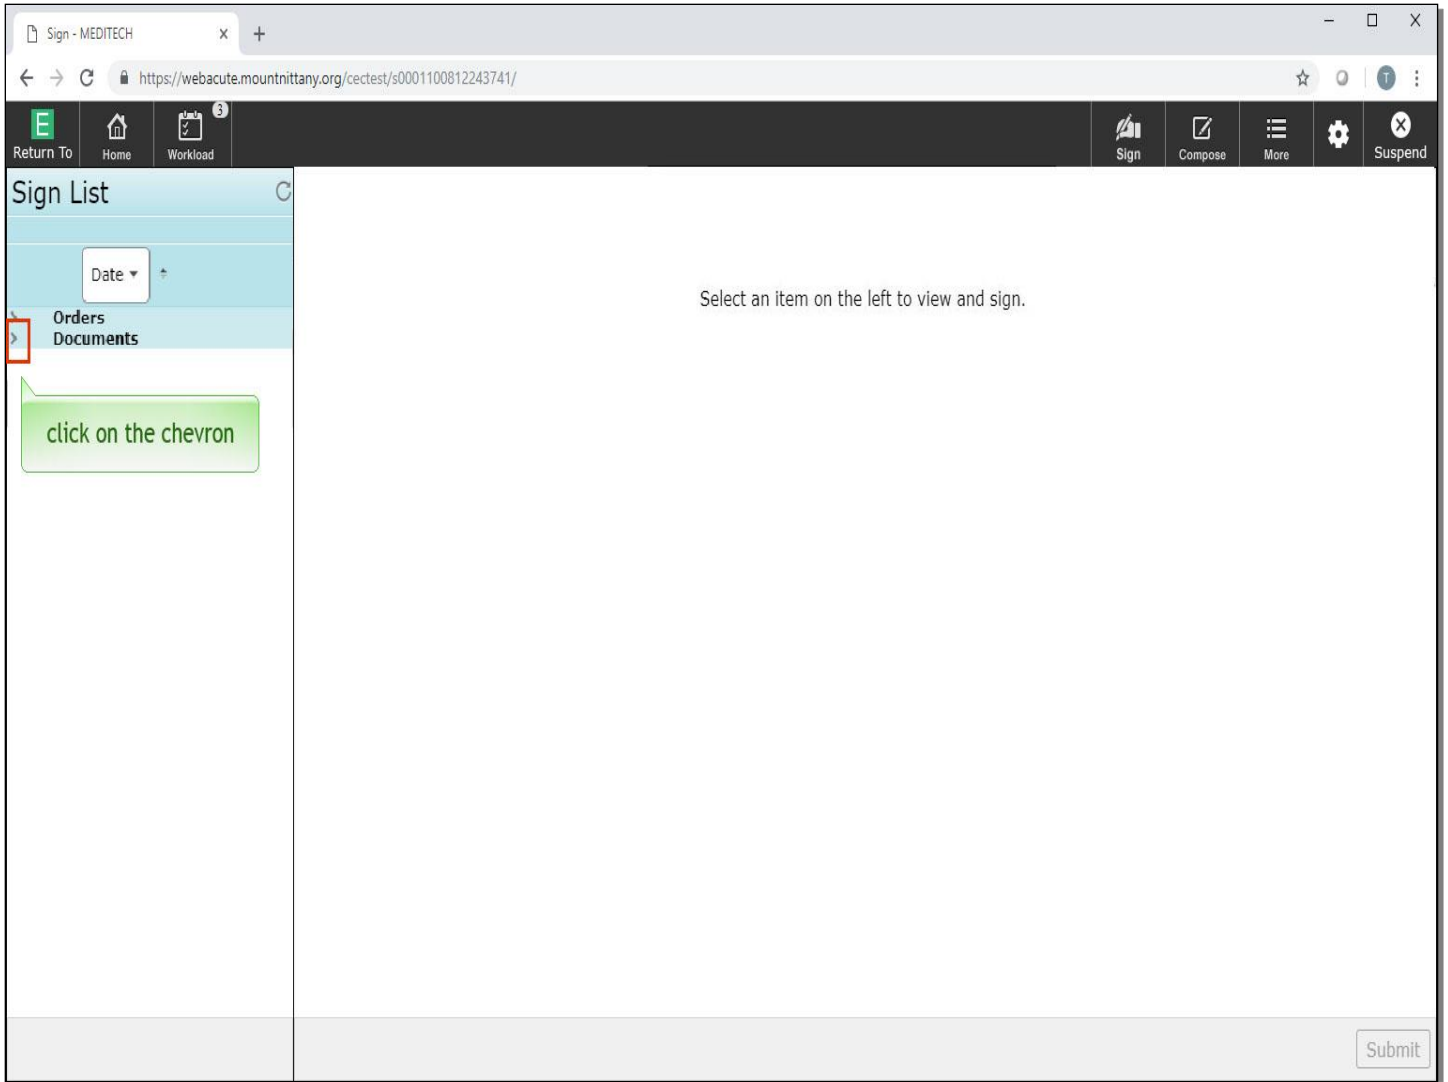 Sign - MEDITECH
https://webacute.mountnittany.org/cectest/s0001100812243741/
T
E
3
Return To Home Workload Sign Compose More Suspend
Sign List
Date
Select an item on the left to view and sign.
Orders
Documents
click on the chevron
Submit